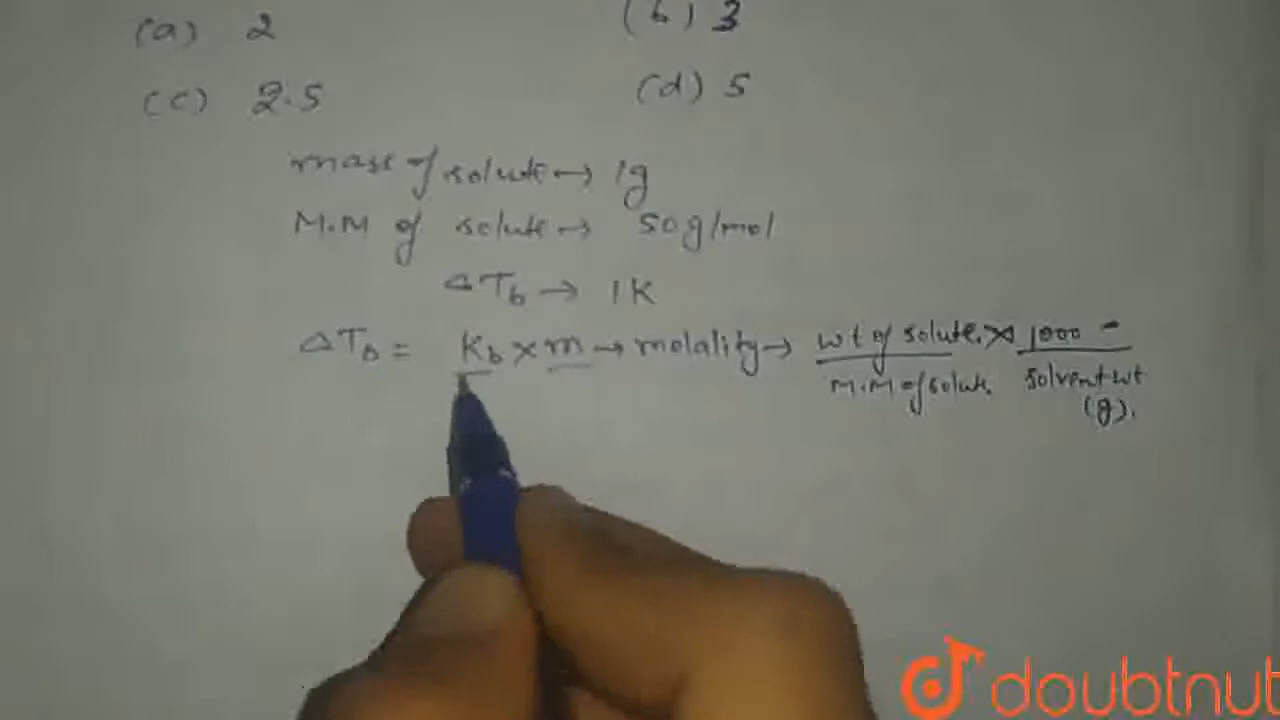 (a) 2 (b) 3
(c) 2.5 (d) 5
mass of solute → 1g
M.M of solute → 50g/mol
ΔTb → 1K
ΔTb = Kb × m → molality → wt of solute. × 1000
M.M of solute. solvent wt
(g).
doubtnut